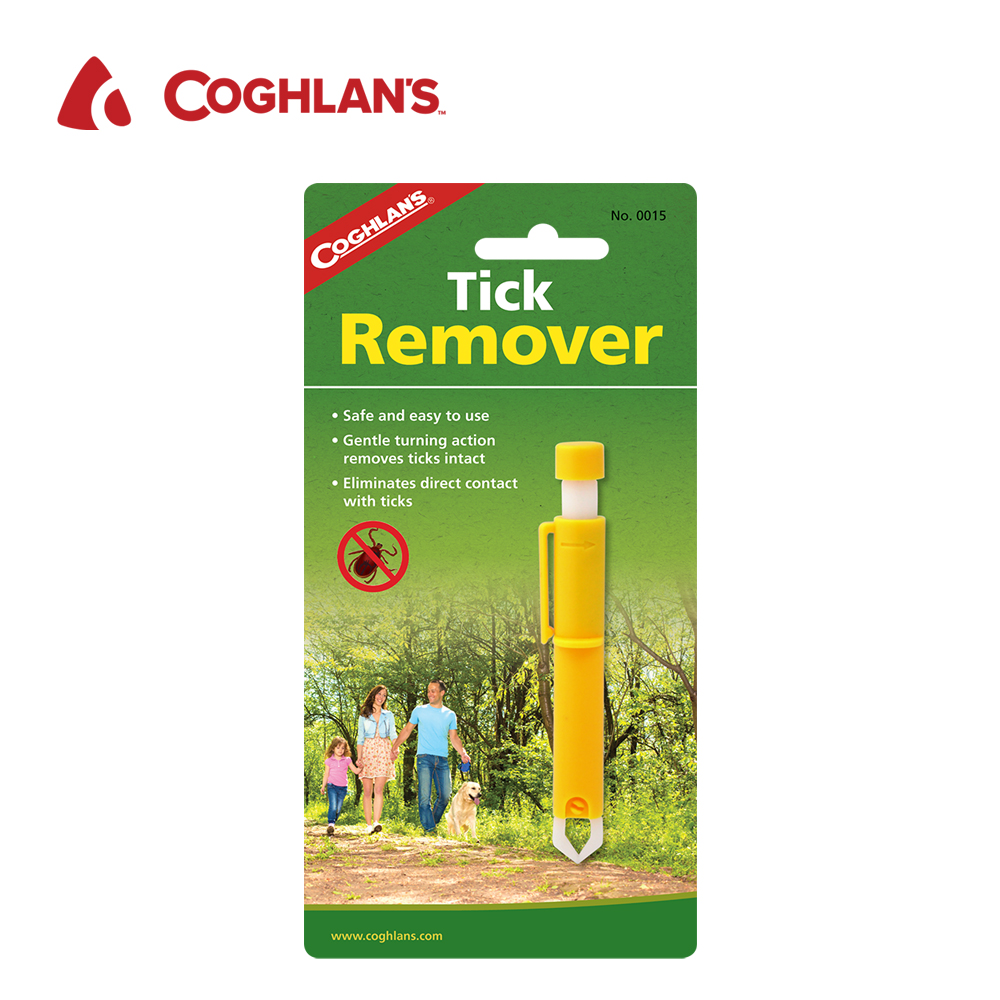 COGHLAN'S™
COGHLAN'S®
No. 0015
Tick
Remover
• Safe and easy to use
• Gentle turning action
removes ticks intact
• Eliminates direct contact
with ticks
www.coghlans.com